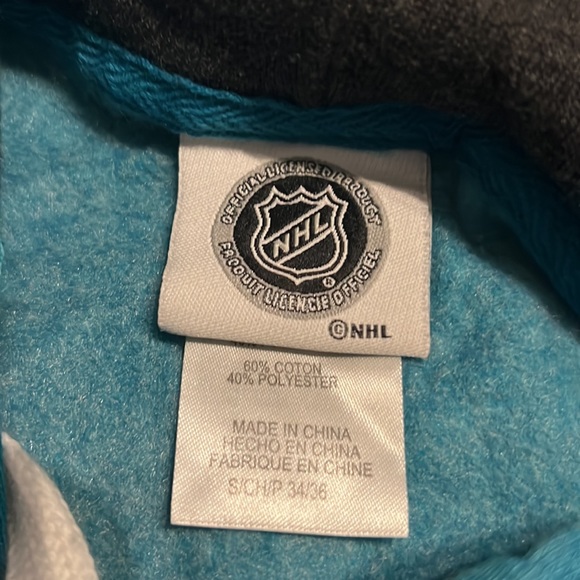 OFFICIAL LICENSED PRODUCT
NHL
®
PRODUIT LICENCIE OFFICIEL
© NHL
60% COTON
40% POLYESTER
MADE IN CHINA
HECHO EN CHINA
FABRIQUE EN CHINE
S/CH/P 34/36